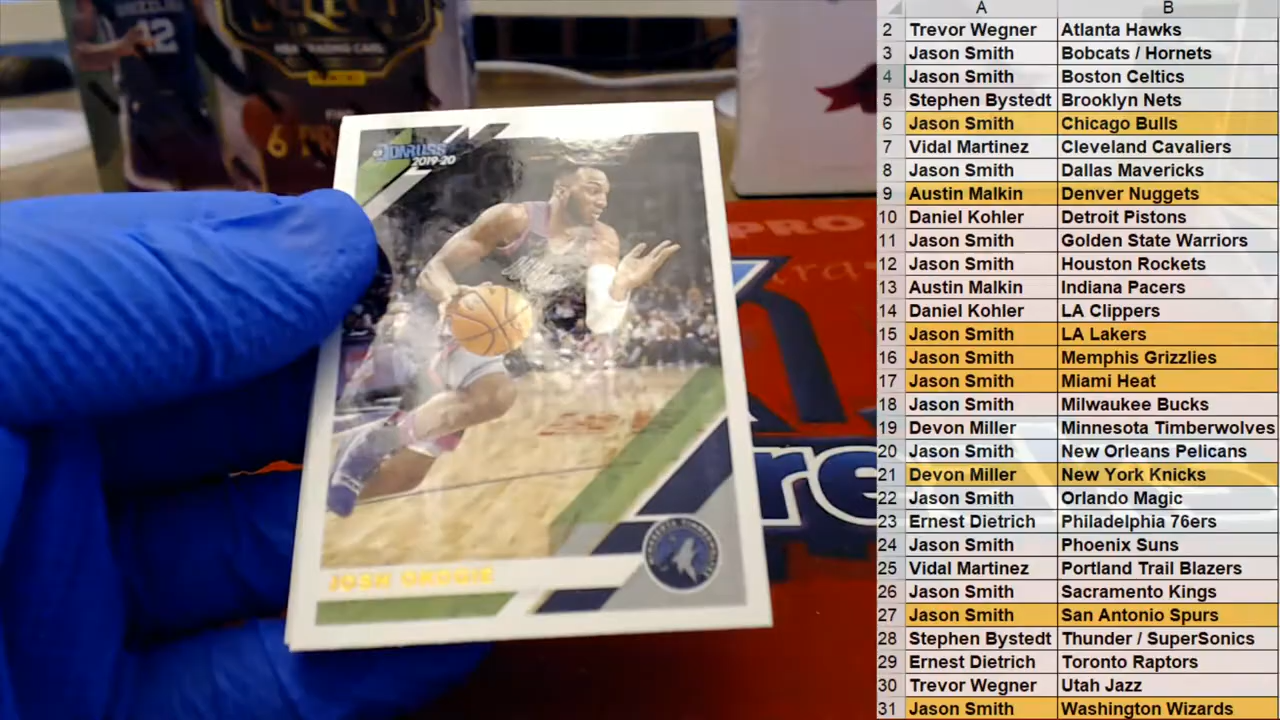 12
SELECT
NBA TRADING CARD
DONRUSS
2019-20
JOSH OKOGIE
PRO
A B
2 Trevor Wegner Atlanta Hawks
3 Jason Smith Bobcats / Hornets
4 Jason Smith Boston Celtics
5 Stephen Bystedt Brooklyn Nets
6 Jason Smith Chicago Bulls
7 Vidal Martinez Cleveland Cavaliers
8 Jason Smith Dallas Mavericks
9 Austin Malkin Denver Nuggets
10 Daniel Kohler Detroit Pistons
11 Jason Smith Golden State Warriors
12 Jason Smith Houston Rockets
13 Austin Malkin Indiana Pacers
14 Daniel Kohler LA Clippers
15 Jason Smith LA Lakers
16 Jason Smith Memphis Grizzlies
17 Jason Smith Miami Heat
18 Jason Smith Milwaukee Bucks
19 Devon Miller Minnesota Timberwolves
20 Jason Smith New Orleans Pelicans
21 Devon Miller New York Knicks
22 Jason Smith Orlando Magic
23 Ernest Dietrich Philadelphia 76ers
24 Jason Smith Phoenix Suns
25 Vidal Martinez Portland Trail Blazers
26 Jason Smith Sacramento Kings
27 Jason Smith San Antonio Spurs
28 Stephen Bystedt Thunder / SuperSonics
29 Ernest Dietrich Toronto Raptors
30 Trevor Wegner Utah Jazz
31 Jason Smith Washington Wizards